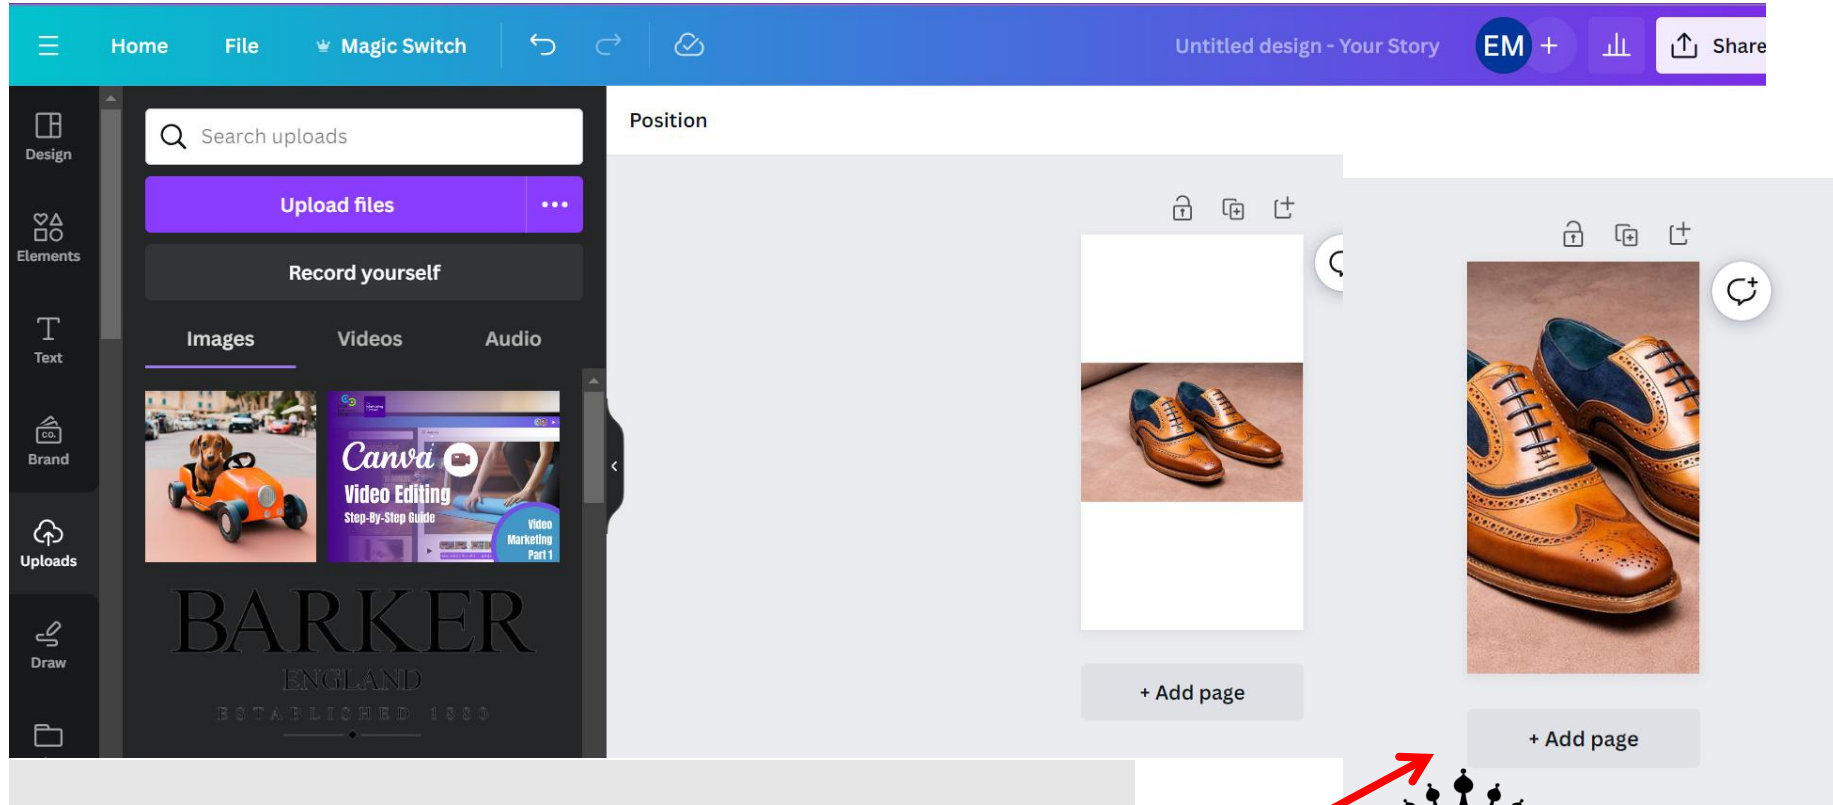 Home File Magic Switch Untitled design - Your Story EM + Share
Design
Elements
Text
Brand
CO.
Uploads
Draw
Search uploads
Upload files
Record yourself
Images Videos Audio
Canva
Video Editing
Step-By-Step Guide
Video
Marketing
Part 1
BARKER
ENGLAND
ESTABLISHED 1880
Position
+ Add page
+ Add page